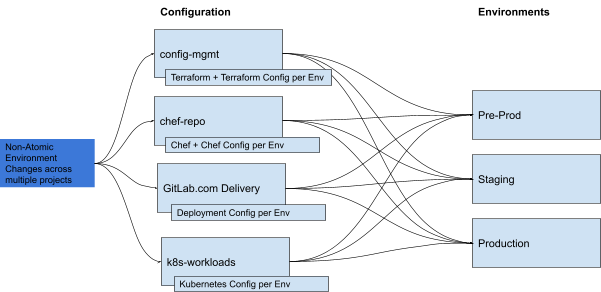 Configuration
Environments
config-mgmt
Terraform + Terraform Config per Env
chef-repo
Chef + Chef Config per Env
Non-Atomic
Environment
Changes across
multiple projects
GitLab.com Delivery
Deployment Config per Env
k8s-workloads
Kubernetes Config per Env
Pre-Prod
Staging
Production